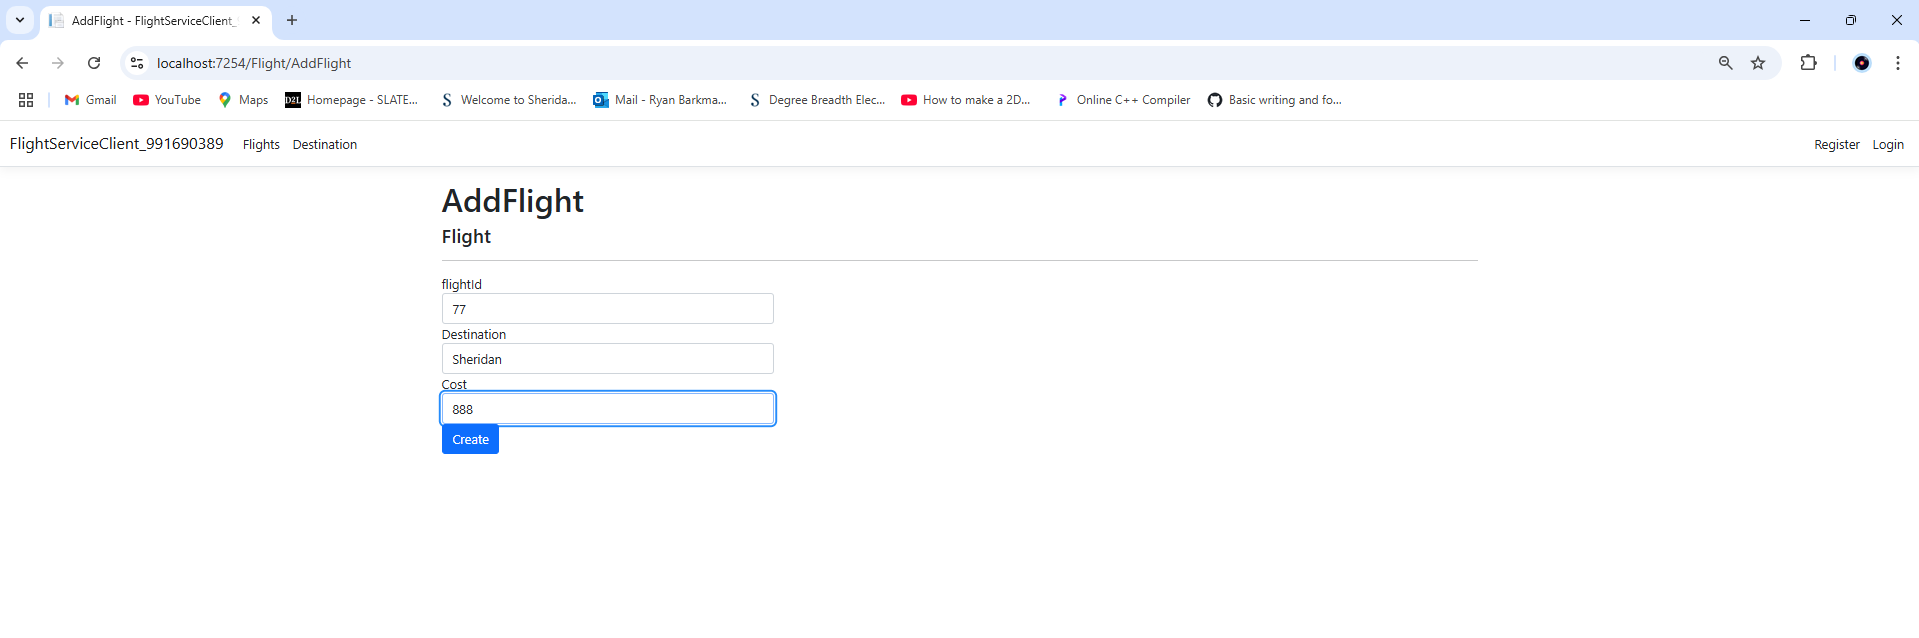 AddFlight - FlightServiceClient_
localhost:7254/Flight/AddFlight
Gmail YouTube Maps D2L Homepage - SLATE... S Welcome to Sherida... Mail - Ryan Barkma... S Degree Breadth Elec... How to make a 2D... Online C++ Compiler Basic writing and fo...
FlightServiceClient_991690389 Flights Destination Register Login
AddFlight
Flight
flightId
77
Destination
Sheridan
Cost
888
Create